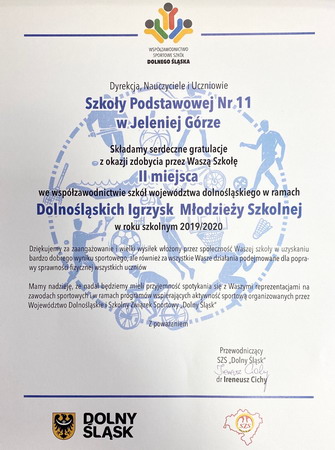 WSPÓŁZAWODNICTWO
SPORTOWE SZKÓŁ
DOLNEGO ŚLĄSKA
Dyrekcja, Nauczyciele i Uczniowie
Szkoły Podstawowej Nr 11
w Jeleniej Górze
Składamy serdeczne gratulacje
z okazji zdobycia przez Waszą Szkołę
II miejsca
we współzawodnictwie szkół województwa dolnośląskiego w ramach
Dolnośląskich Igrzysk Młodzieży Szkolnej
w roku szkolnym 2019/2020
Dziękujemy za zaangażowanie i wielki wysiłek włożony przez społeczność Waszej szkoły w uzyskaniu
bardzo dobrego wyniku sportowego, ale również za wszystkie Wasze działania podejmowane dla popra-
wy sprawności fizycznej wszystkich uczniów
Mamy nadzieję, że nadal będziemy mieli przyjemność spotykania się z Waszymi reprezentacjami na
zawodach sportowych i w ramach programów wspierających aktywność sportową organizowanych przez
Wojewódzki Dolnośląski Szkolny Związek Sportowy „Dolny Śląsk”
Z poważaniem
Przewodniczący
SZS „Dolny Śląsk”
dr Ireneusz Cichy
DOLNY
ŚLĄSK
SZS